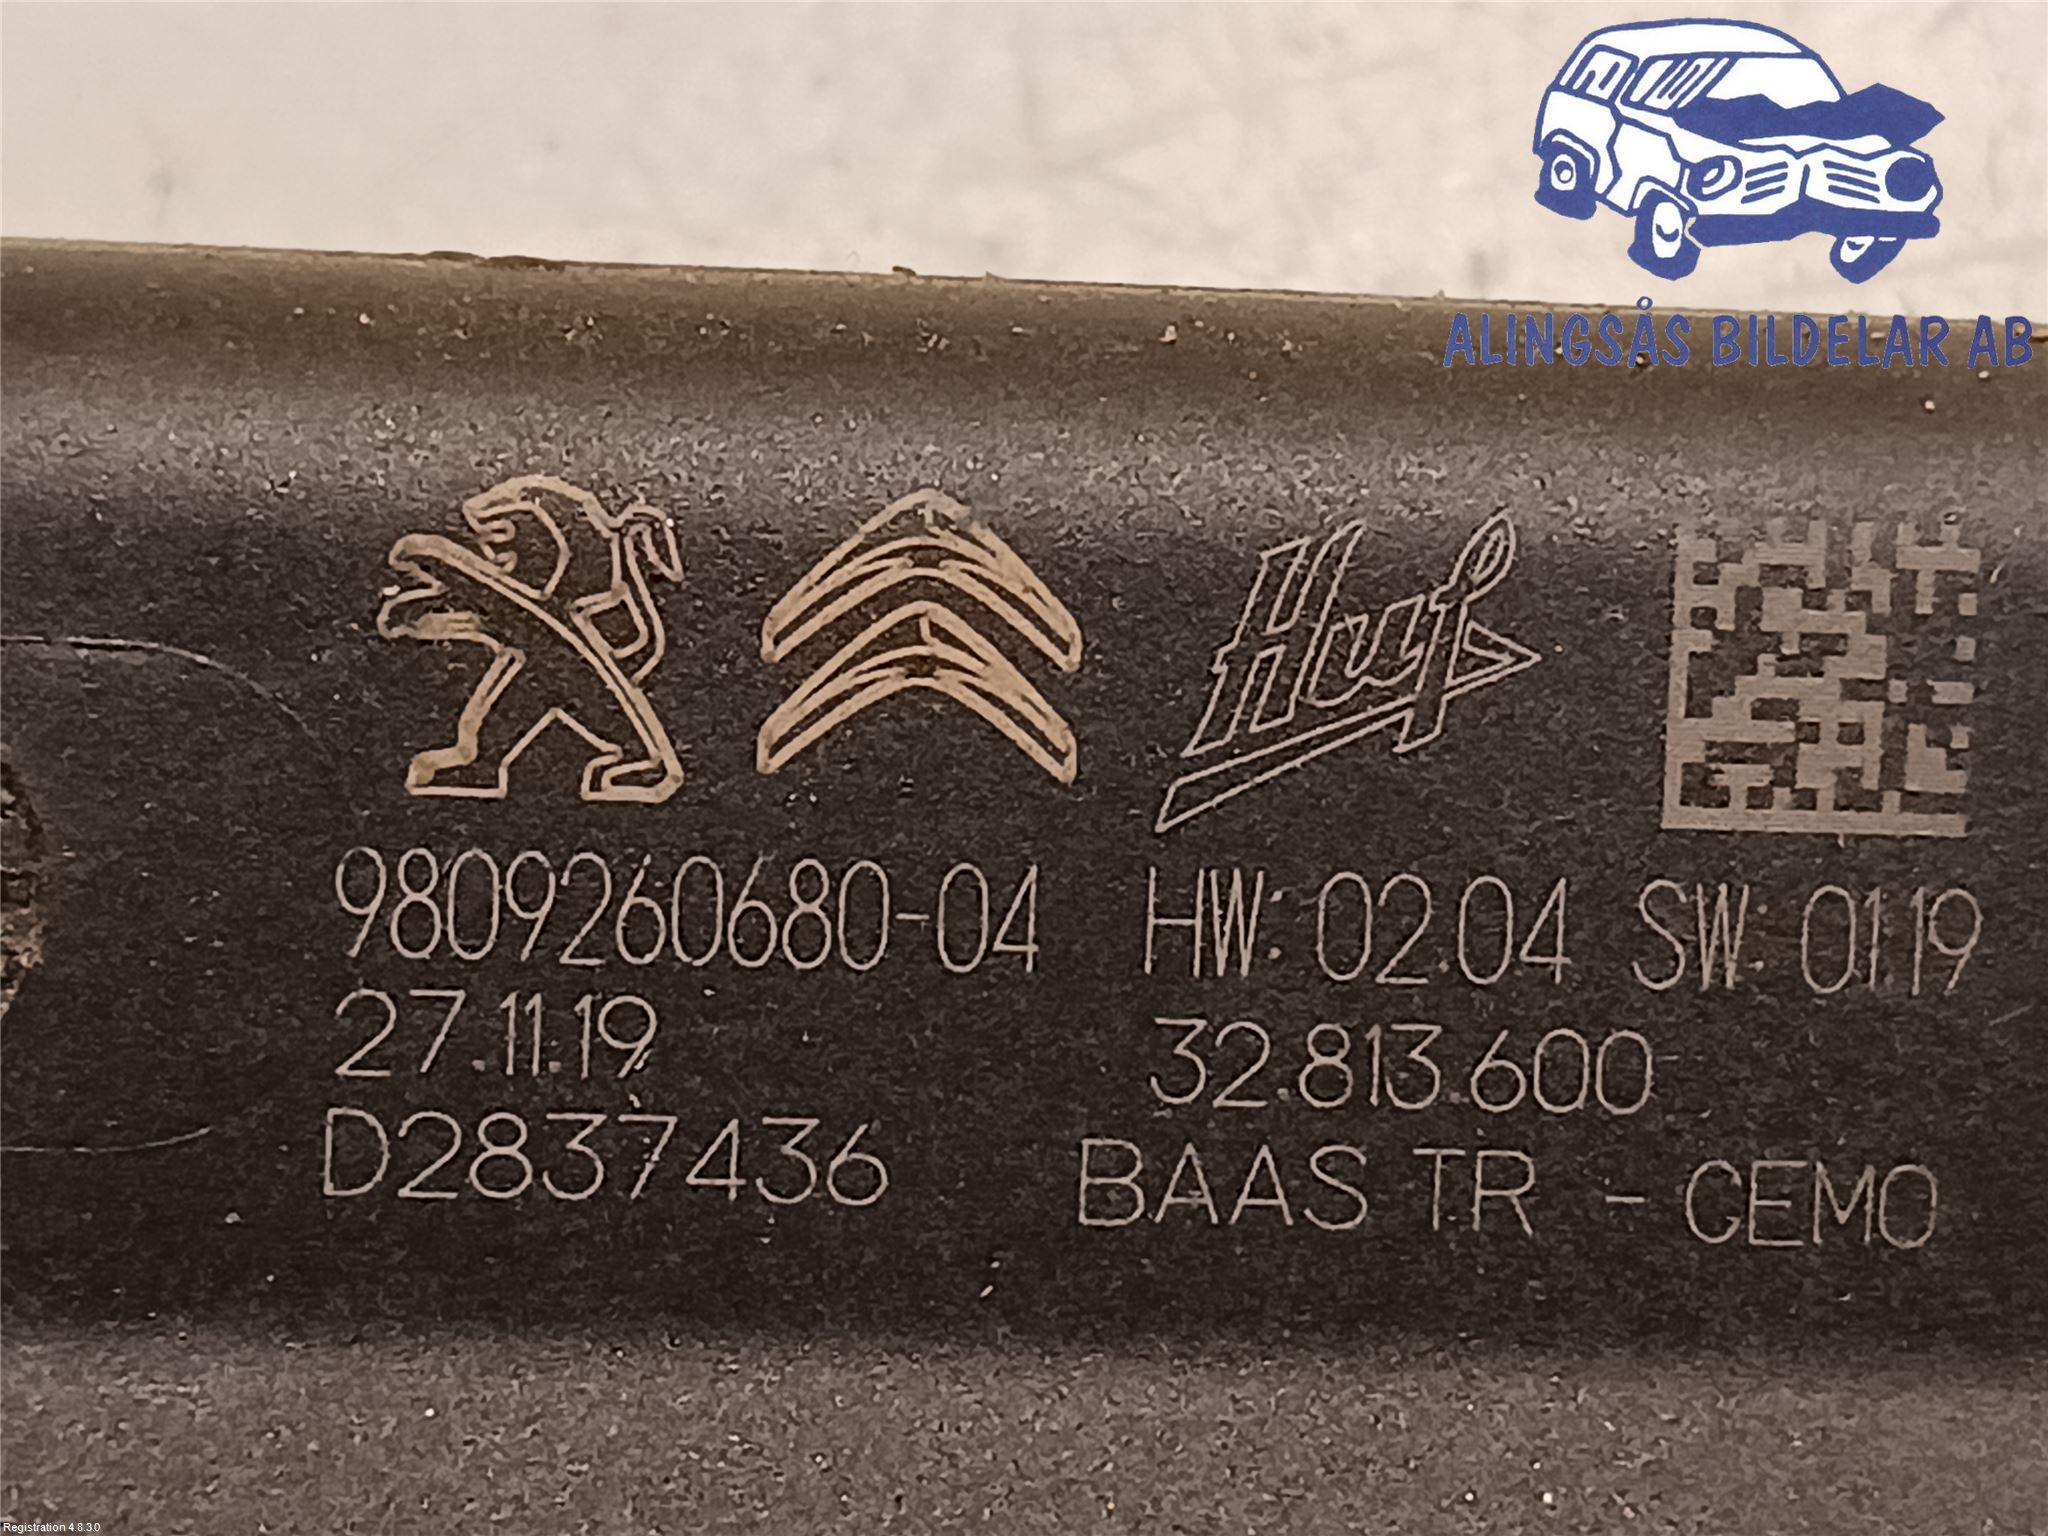 ALINGSÅS BILDELAR AB
Huf
9809260680-04 HW: 02.04 SW: 01.19
27.11.19 32.813.600
D2837436 BAAS TR - CEMO
Registration 4.8.3.0